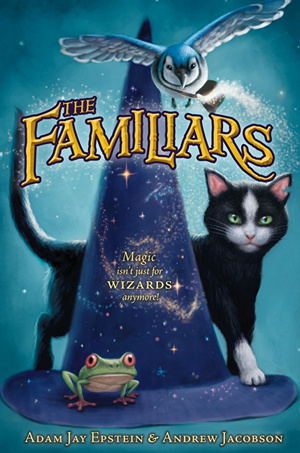 THE
FAMILIARS
Magic
isn't just for
WIZARDS
anymore!
ADAM JAY EPSTEIN & ANDREW JACOBSON